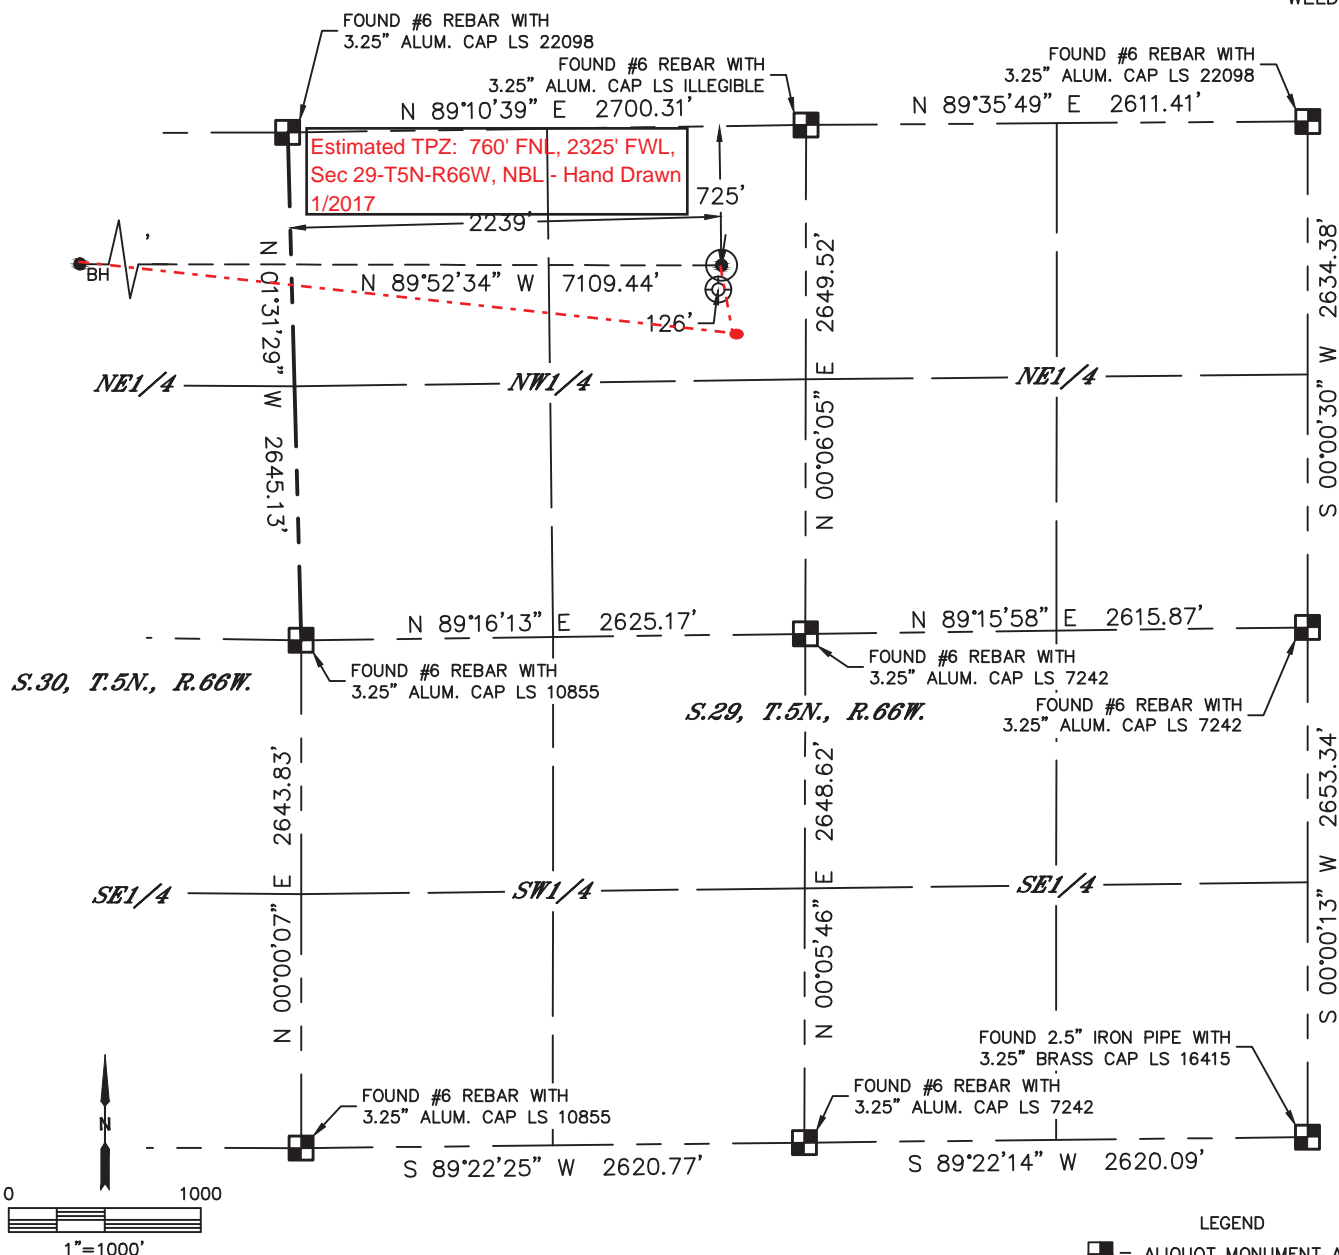 WELD
FOUND #6 REBAR WITH
3.25" ALUM. CAP LS 22098
FOUND #6 REBAR WITH
3.25" ALUM. CAP LS ILLEGIBLE
FOUND #6 REBAR WITH
3.25" ALUM. CAP LS 22098
N 89°10'39" E 2700.31'
N 89°35'49" E 2611.41'
Estimated TPZ: 760' FNL, 2325' FWL,
Sec 29-T5N-R66W, NBL - Hand Drawn
1/2017
725'
2239'
'
BH
N 89°52'34" W 7109.44'
126'
N 01°31'29" W 2645.13'
N 00°06'05" E 2649.52'
S 00°00'30" W 2634.38'
NE1/4
NW1/4
NE1/4
N 89°16'13" E 2625.17'
N 89°15'58" E 2615.87'
FOUND #6 REBAR WITH
3.25" ALUM. CAP LS 10855
FOUND #6 REBAR WITH
3.25" ALUM. CAP LS 7242
FOUND #6 REBAR WITH
3.25" ALUM. CAP LS 7242
S.30, T.5N., R.66W.
S.29, T.5N., R.66W.
N 00°00'07" E 2643.83'
N 00°05'46" E 2648.62'
S 00°00'13" W 2653.34'
SE1/4
SW1/4
SE1/4
FOUND 2.5" IRON PIPE WITH
3.25" BRASS CAP LS 16415
FOUND #6 REBAR WITH
3.25" ALUM. CAP LS 10855
FOUND #6 REBAR WITH
3.25" ALUM. CAP LS 7242
S 89°22'25" W 2620.77'
S 89°22'14" W 2620.09'
N
0 1000
1"=1000'
LEGEND
= ALIQUOT MONUMENT A